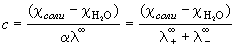 c = (χ_соли − χ_H₂O) / αλ^∞ = (χ_соли − χ_H₂O) / (λ₊^∞ + λ₋^∞)